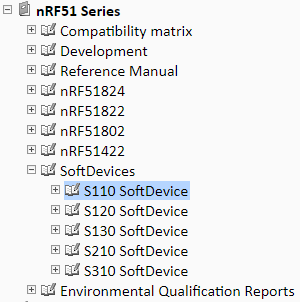 nRF51 Series
Compatibility matrix
Development
Reference Manual
nRF51824
nRF51822
nRF51802
nRF51422
SoftDevices
S110 SoftDevice
S120 SoftDevice
S130 SoftDevice
S210 SoftDevice
S310 SoftDevice
Environmental Qualification Reports